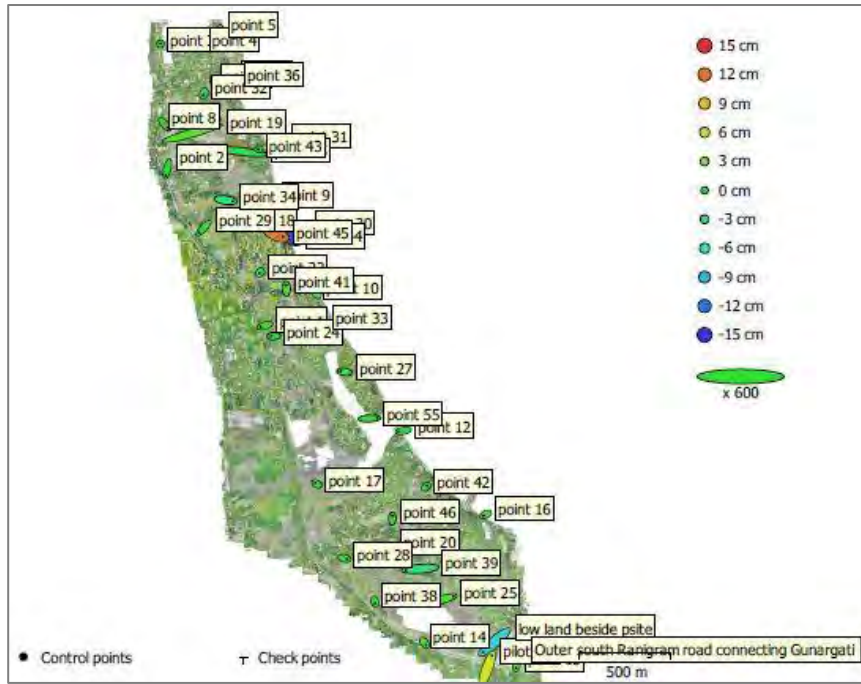 point 5
point 4
point 36
point 32
point 8
point 19
31
point 43
point 2
point 9
point 34
point 29
18
point 45
point 41
10
point 33
point 24
point 27
point 55
point 12
point 17
point 42
point 16
point 46
point 20
point 28
point 39
point 38
point 25
low land beside psite
point 14
Outer south Ranigram road connecting Gunargati
500 m
Control points
Check points
15 cm
12 cm
9 cm
6 cm
3 cm
0 cm
-3 cm
-6 cm
-9 cm
-12 cm
-15 cm
x 600